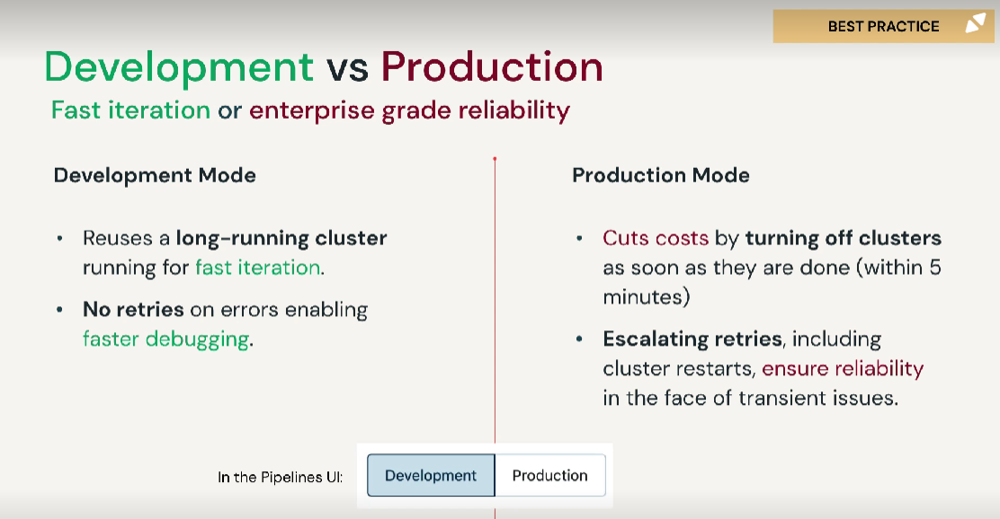 BEST PRACTICE
Development vs Production
Fast iteration or enterprise grade reliability
Development Mode
• Reuses a long-running cluster
running for fast iteration.
• No retries on errors enabling
faster debugging.
Production Mode
• Cuts costs by turning off clusters
as soon as they are done (within 5
minutes)
• Escalating retries, including
cluster restarts, ensure reliability
in the face of transient issues.
In the Pipelines UI:
Development Production